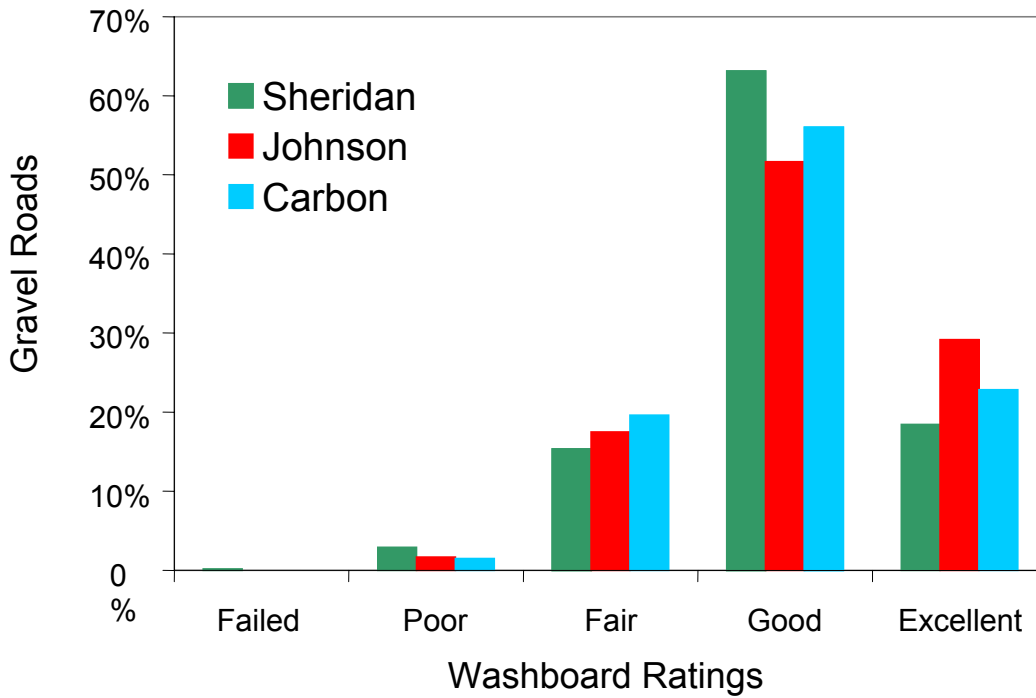 70%
60%
50%
40%
30%
20%
10%
0
%
Gravel Roads
Sheridan
Johnson
Carbon
Failed Poor Fair Good Excellent
Washboard Ratings